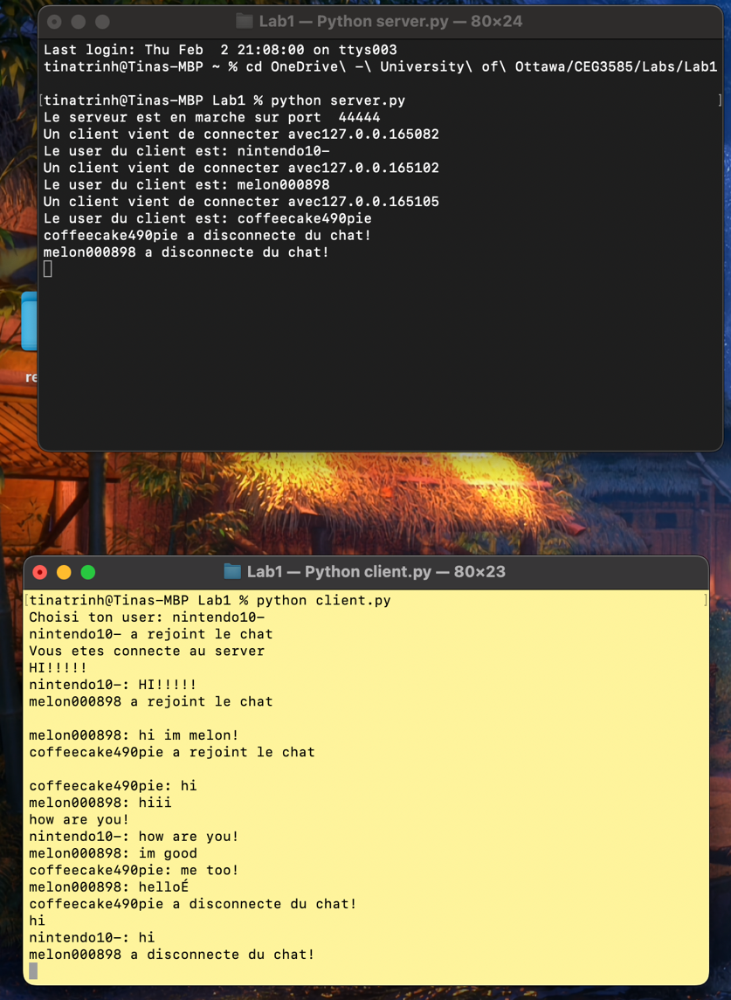 Lab1 — Python server.py — 80×24
Last login: Thu Feb  2 21:08:00 on ttys003
tinatrinh@Tinas-MBP ~ % cd OneDrive\ -\ University\ of\ Ottawa/CEG3585/Labs/Lab1
[tinatrinh@Tinas-MBP Lab1 % python server.py ]
Le serveur est en marche sur port  44444
Un client vient de connecter avec127.0.0.165082
Le user du client est: nintendo10-
Un client vient de connecter avec127.0.0.165102
Le user du client est: melon000898
Un client vient de connecter avec127.0.0.165105
Le user du client est: coffeecake490pie
coffeecake490pie a disconnecte du chat!
melon000898 a disconnecte du chat!
re
Lab1 — Python client.py — 80×23
[tinatrinh@Tinas-MBP Lab1 % python client.py ]
Choisi ton user: nintendo10-
nintendo10- a rejoint le chat
Vous etes connecte au server
HI!!!!!
nintendo10-: HI!!!!!
melon000898 a rejoint le chat
melon000898: hi im melon!
coffeecake490pie a rejoint le chat
coffeecake490pie: hi
melon000898: hiii
how are you!
nintendo10-: how are you!
melon000898: im good
coffeecake490pie: me too!
melon000898: helloÉ
coffeecake490pie a disconnecte du chat!
hi
nintendo10-: hi
melon000898 a disconnecte du chat!